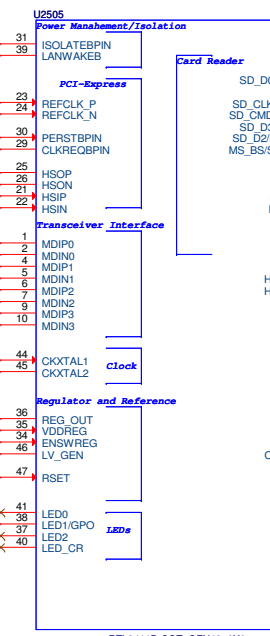 U2505
Power Manahement/Isolation
31 ISOLATEBPIN
39 LANWAKEB
Card Reader
PCI-Express
23 REFCLK_P
24 REFCLK_N
30 PERSTBPIN
29 CLKREQBPIN
25 HSOP
26 HSON
21 HSIP
22 HSIN
SD_D0
SD_CLK
SD_CMD
SD_D3
SD_D2/
MS_BS/S
Transceiver Interface
1 MDIP0
2 MDIN0
4 MDIP1
5 MDIN1
6 MDIP2
7 MDIN2
9 MDIP3
10 MDIN3
H
H
44 CKXTAL1
45 CKXTAL2
Clock
Regulator and Reference
36 REG_OUT
35 VDDREG
34 ENSWREG
46 LV_GEN
47 RSET
41 LED0
38 LED1/GPO
37 LED2
40 LED_CR
LEDs